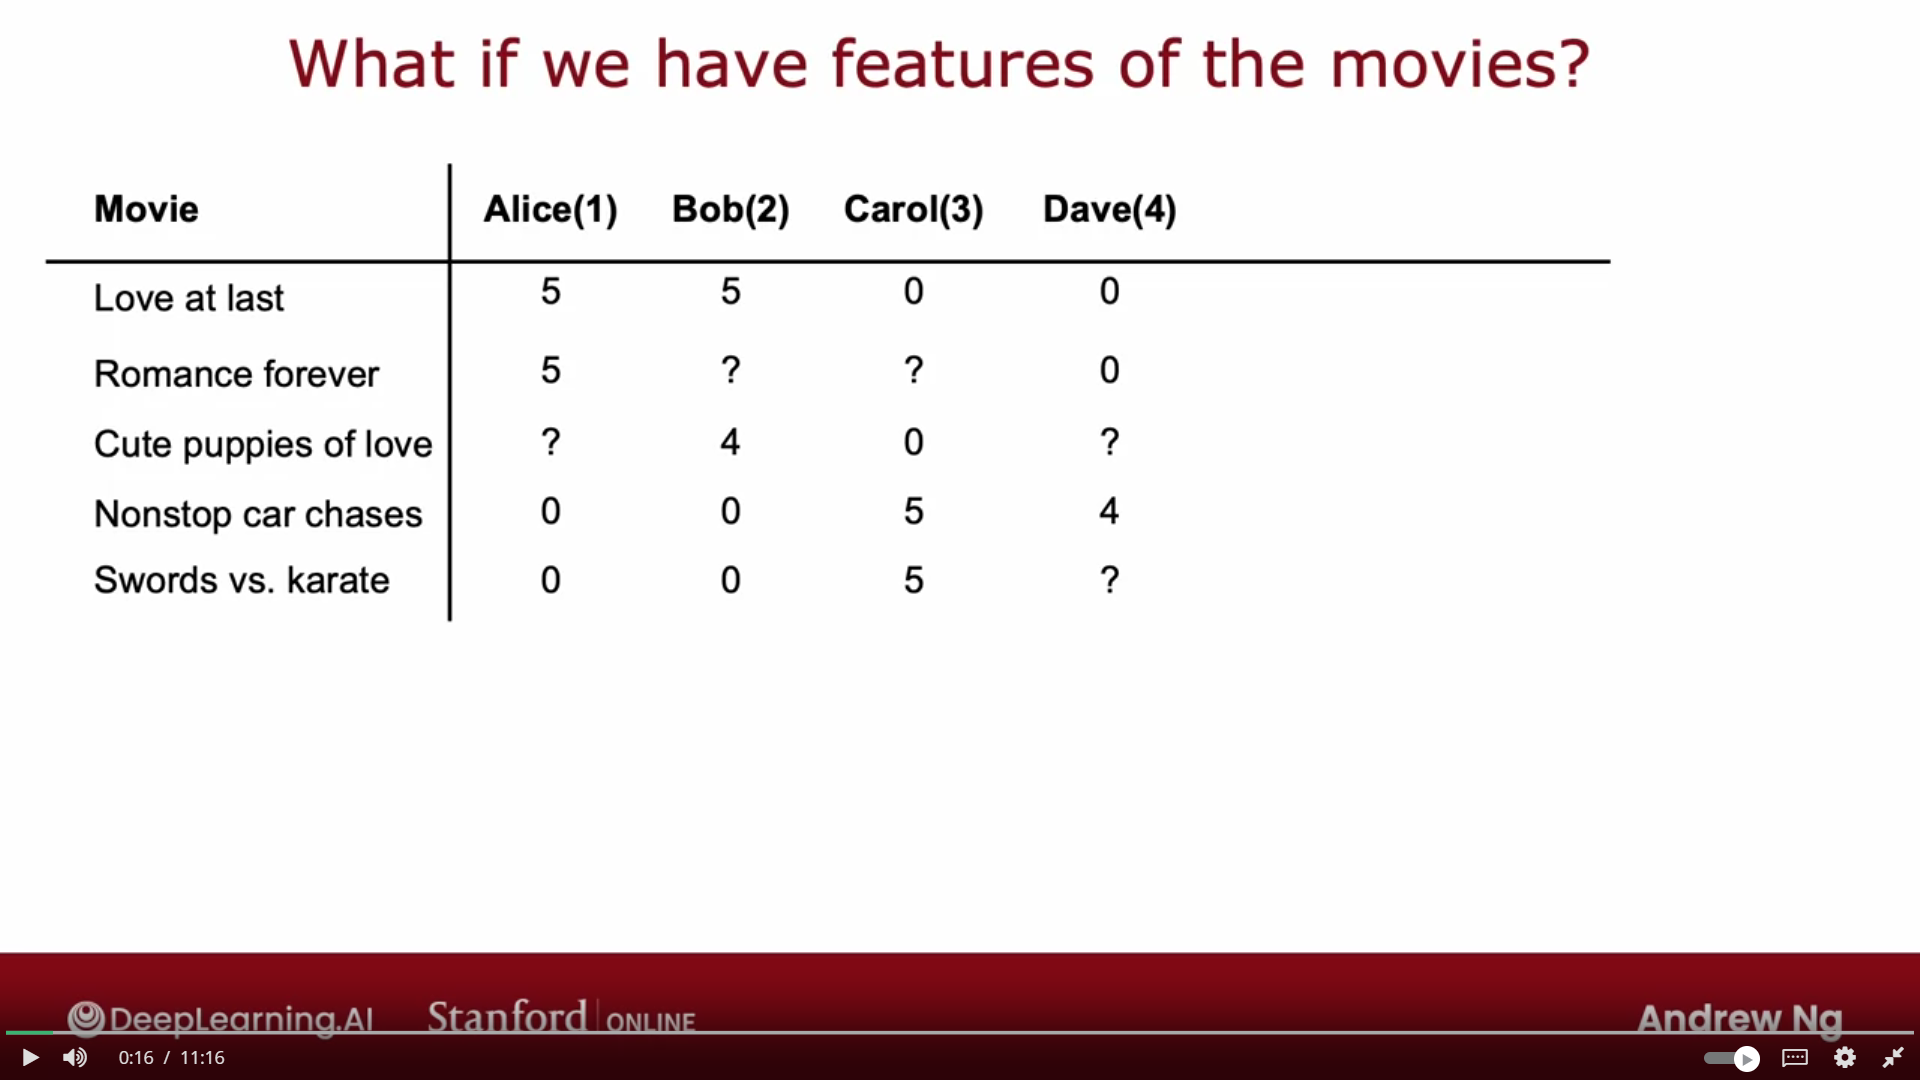 What if we have features of the movies?
Movie Alice(1) Bob(2) Carol(3) Dave(4)
Love at last 5 5 0 0
Romance forever 5 ? ? 0
Cute puppies of love ? 4 0 ?
Nonstop car chases 0 0 5 4
Swords vs. karate 0 0 5 ?
DeepLearning.AI Stanford ONLINE Andrew Ng
0:16 / 11:16